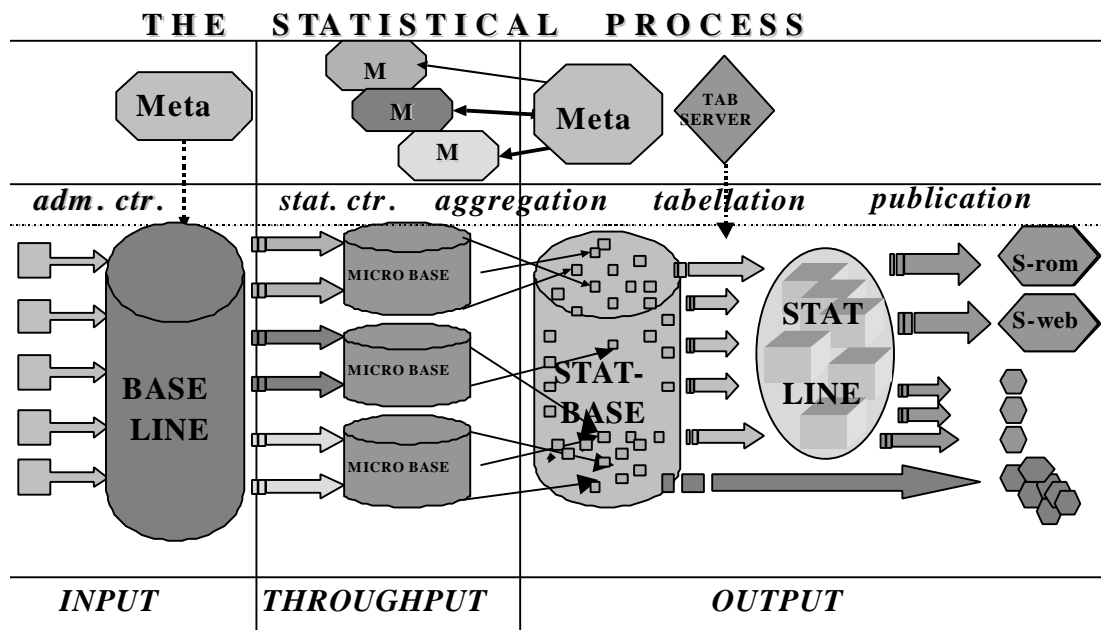 THE STATISTICAL PROCESS
Meta
M
M
M
Meta
TAB
SERVER
adm. ctr.
stat. ctr.
aggregation
tabellation
publication
BASE
LINE
MICRO BASE
MICRO BASE
MICRO BASE
STAT-
BASE
STAT
LINE
S-rom
S-web
INPUT
THROUGHPUT
OUTPUT